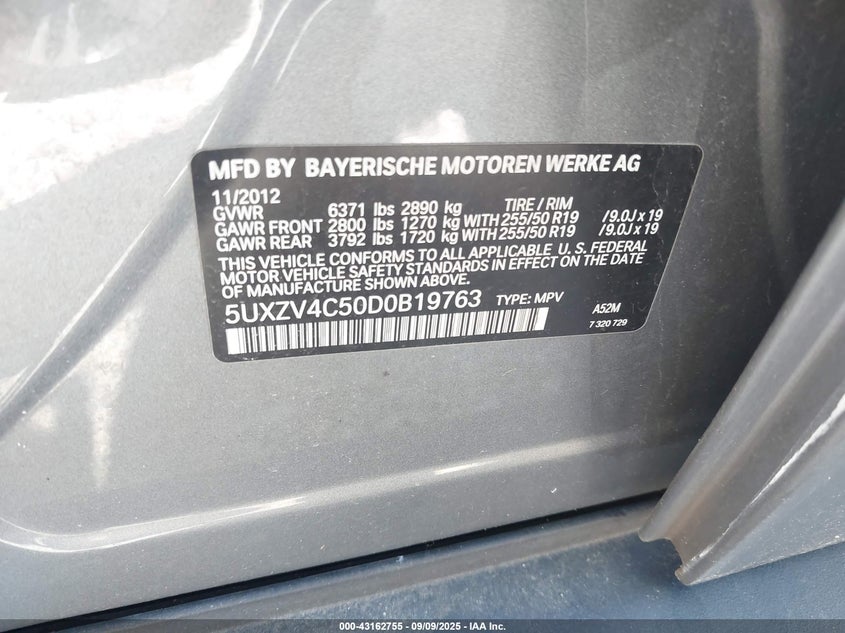 MFD BY BAYERISCHE MOTOREN WERKE AG
11/2012
GVWR 6371 lbs 2890 kg TIRE / RIM
GAWR FRONT 2800 lbs 1270 kg WITH 255/50 R19 /9.0J x 19
GAWR REAR 3792 lbs 1720 kg WITH 255/50 R19 /9.0J x 19
THIS VEHICLE CONFORMS TO ALL APPLICABLE U. S. FEDERAL
MOTOR VEHICLE SAFETY STANDARDS IN EFFECT ON THE DATE
OF MANUFACTURE SHOWN ABOVE.
5UXZV4C50D0B19763 TYPE: MPV A52M
7 320 729
000-43162755 - 09/09/2025 - IAA Inc.